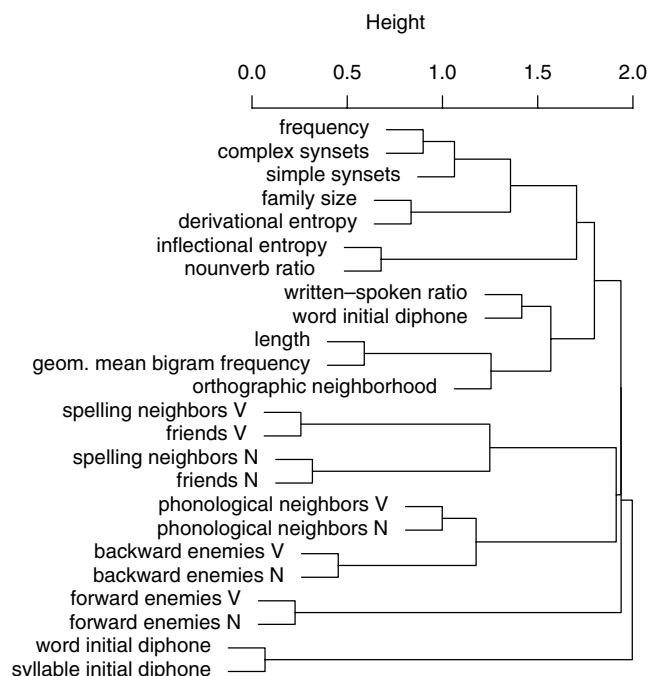 Height
0.0 0.5 1.0 1.5 2.0
frequency
complex synsets
simple synsets
family size
derivational entropy
inflectional entropy
nounverb ratio
written–spoken ratio
word initial diphone
length
geom. mean bigram frequency
orthographic neighborhood
spelling neighbors V
friends V
spelling neighbors N
friends N
phonological neighbors V
phonological neighbors N
backward enemies V
backward enemies N
forward enemies V
forward enemies N
word initial diphone
syllable initial diphone